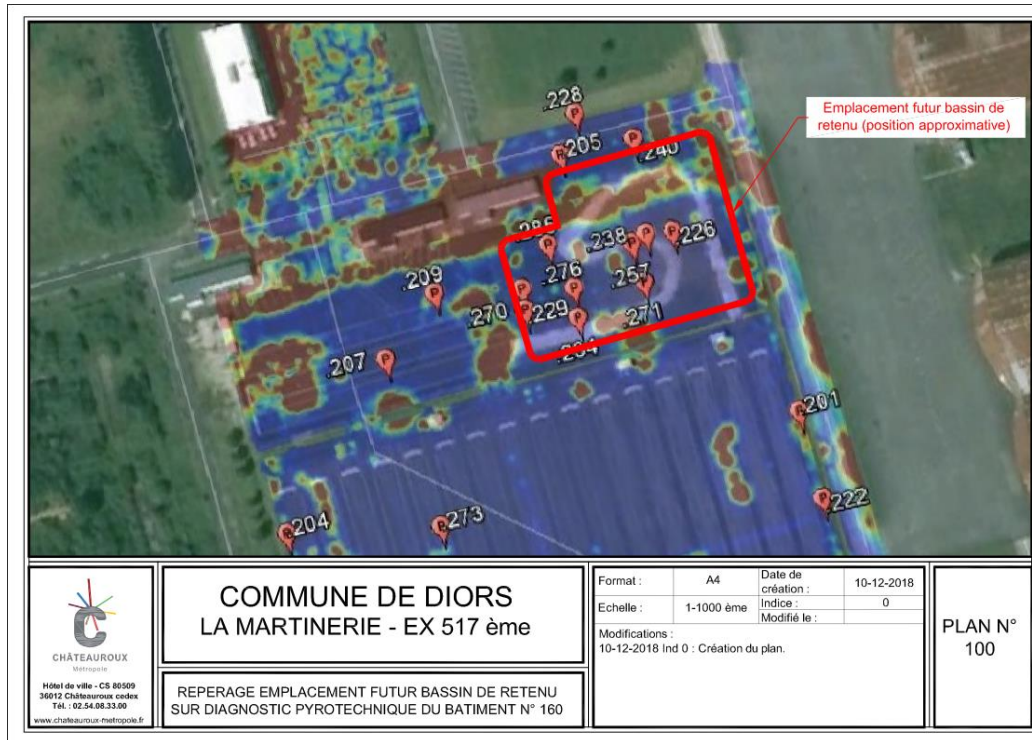 .228
.205
.240
Emplacement futur bassin de
retenu (position approximative)
.285
.238
.226
.276
.257
.209
.270
.229
.271
.264
.207
.201
.222
.204
.273
CHÂTEAUROUX
Métropole
Hôtel de ville - CS 80509
36012 Châteauroux cedex
Tél. : 02.54.08.33.00
www.chateauroux-metropole.fr
COMMUNE DE DIORS
LA MARTINERIE - EX 517 ème
REPERAGE EMPLACEMENT FUTUR BASSIN DE RETENU
SUR DIAGNOSTIC PYROTECHNIQUE DU BATIMENT N° 160
Format : A4 Date de création : 10-12-2018
Echelle : 1-1000 ème Indice : 0
Modifié le :
Modifications :
10-12-2018 Ind 0 : Création du plan.
PLAN N°
100